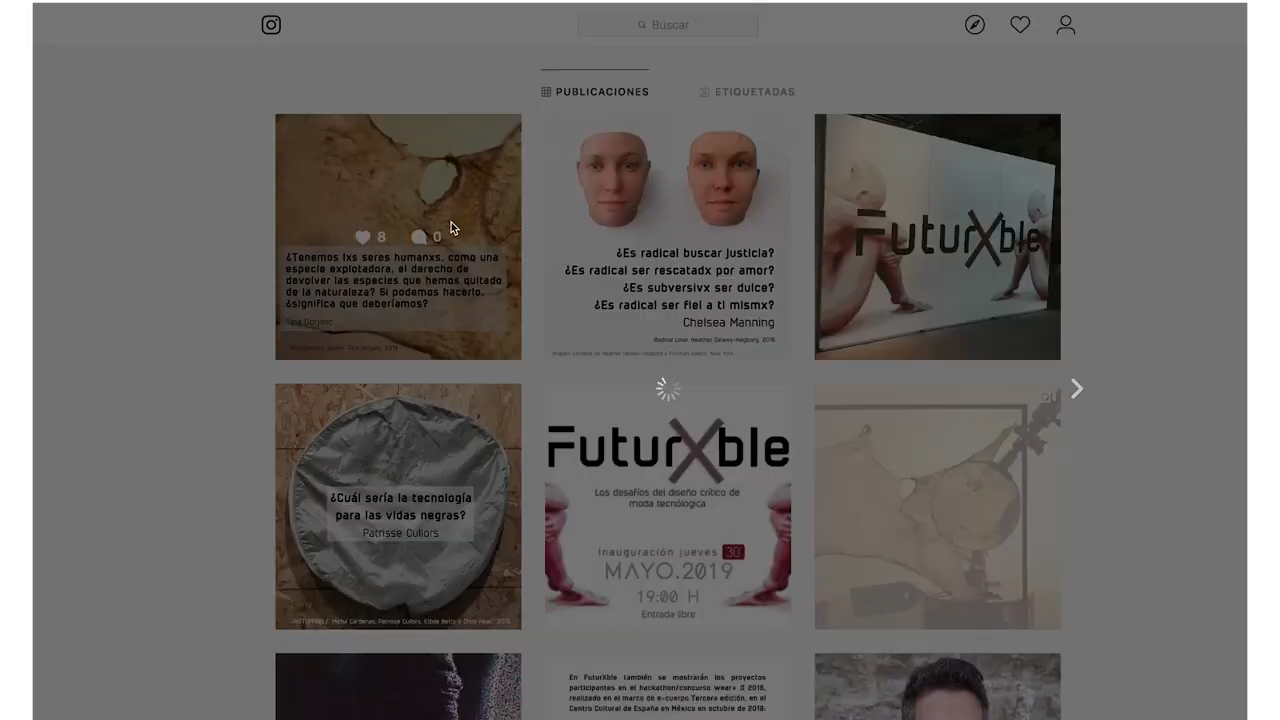 Buscar
PUBLICACIONES
ETIQUETADAS
8
0
¿Tenemos lxs seres humanxs, como una
especie explotadora, el derecho de
devolver las especies que hemos quitado
de la naturaleza? Si podemos hacerlo,
¿significa que deberíamos?
Tina Gorjanc
¿Es radical buscar justicia?
¿Es radical ser rescatadx por amor?
¿Es subversivx ser dulce?
¿Es radical ser fiel a ti mismx?
Chelsea Manning
Radical Love, Heather Dewey-Hagborg, 2016
FuturXble
¿Cuál sería la tecnología
para las vidas negras?
Patrisse Cullors
FuturXble
Los desafíos del diseño crítico de
moda tecnológica
Inauguración jueves 30
MAYO.2019
19:00 H
Entrada libre
En FuturXble también se mostrarán los proyectos
participantes en el hackathon/concurso wear+ 0 2018,
realizado en el marco de e-cuerpo Tercera edición, en el
Centro Cultural de España en México en octubre de 2018: